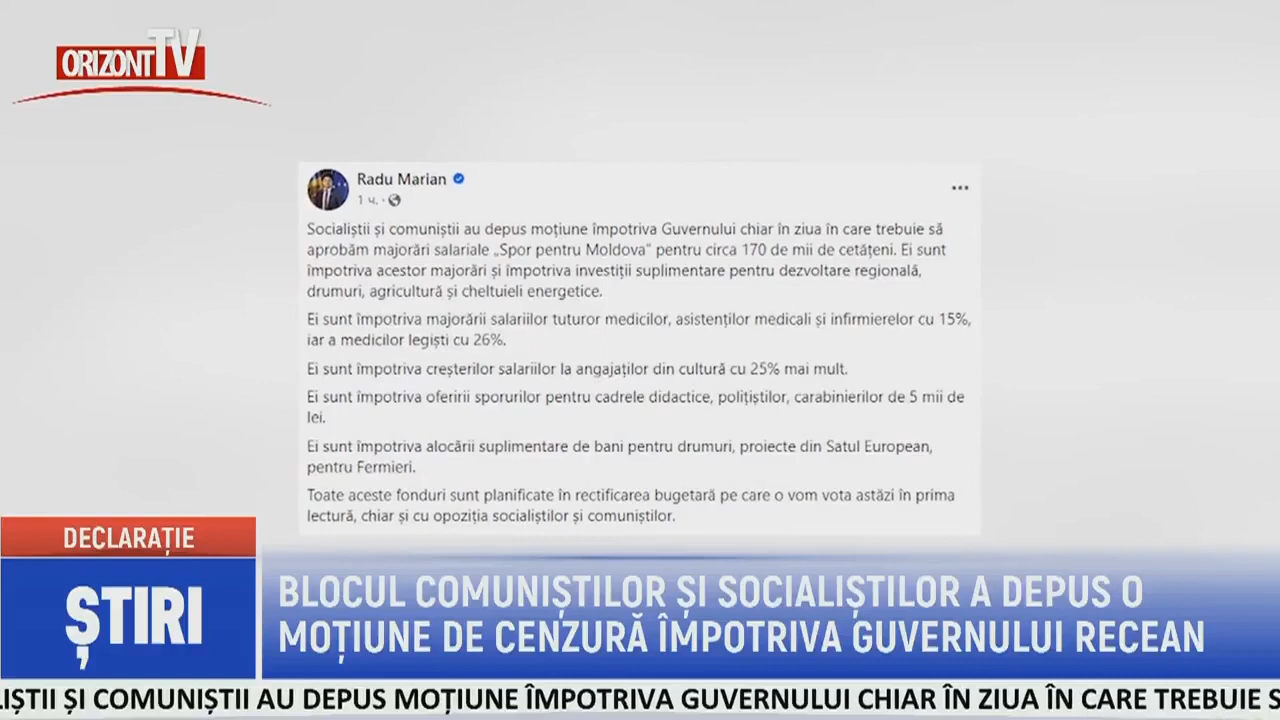 ORIZONT TV
Radu Marian
1 ч. ·
Socialiștii și comuniștii au depus moțiune împotriva Guvernului chiar în ziua în care trebuie să
aprobăm majorări salariale „Spor pentru Moldova" pentru circa 170 de mii de cetățeni. Ei sunt
împotriva acestor majorări și împotriva investiții suplimentare pentru dezvoltare regională,
drumuri, agricultură și cheltuieli energetice.
Ei sunt împotriva majorării salariilor tuturor medicilor, asistenților medicali și infirmierelor cu 15%,
iar a medicilor legiști cu 26%.
Ei sunt împotriva creșterilor salariilor la angajaților din cultură cu 25% mai mult.
Ei sunt împotriva oferirii sporurilor pentru cadrele didactice, polițiștilor, carabinierilor de 5 mii de
lei.
Ei sunt împotriva alocării suplimentare de bani pentru drumuri, proiecte din Satul European,
pentru Fermieri.
Toate aceste fonduri sunt planificate în rectificarea bugetară pe care o vom vota astăzi în prima
lectură, chiar și cu opoziția socialiștilor și comuniștilor.
DECLARAȚIE
ȘTIRI
BLOCUL COMUNIȘTILOR ȘI SOCIALIȘTILOR A DEPUS O
MOȚIUNE DE CENZURĂ ÎMPOTRIVA GUVERNULUI RECEAN
LIȘTII ȘI COMUNIȘTII AU DEPUS MOȚIUNE ÎMPOTRIVA GUVERNULUI CHIAR ÎN ZIUA ÎN CARE TREBUIE S